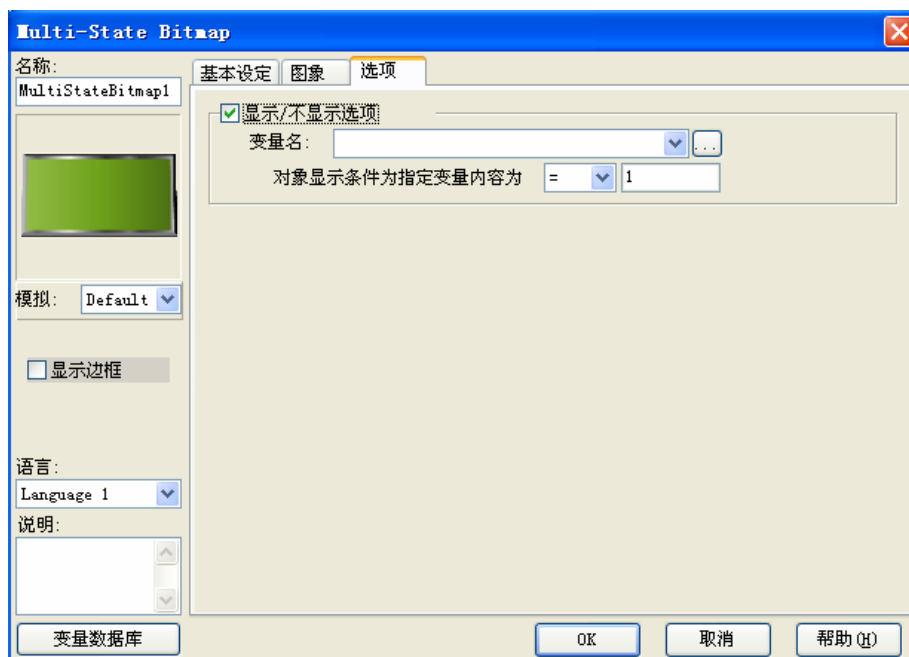 Multi-State Bitmap
名称:
MultiStateBitmap1
模拟: Default
显示边框
语言:
Language 1
说明:
变量数据库
基本设定 图象 选项
显示/不显示选项
变量名: ...
对象显示条件为指定变量内容为 = 1
OK 取消 帮助(H)